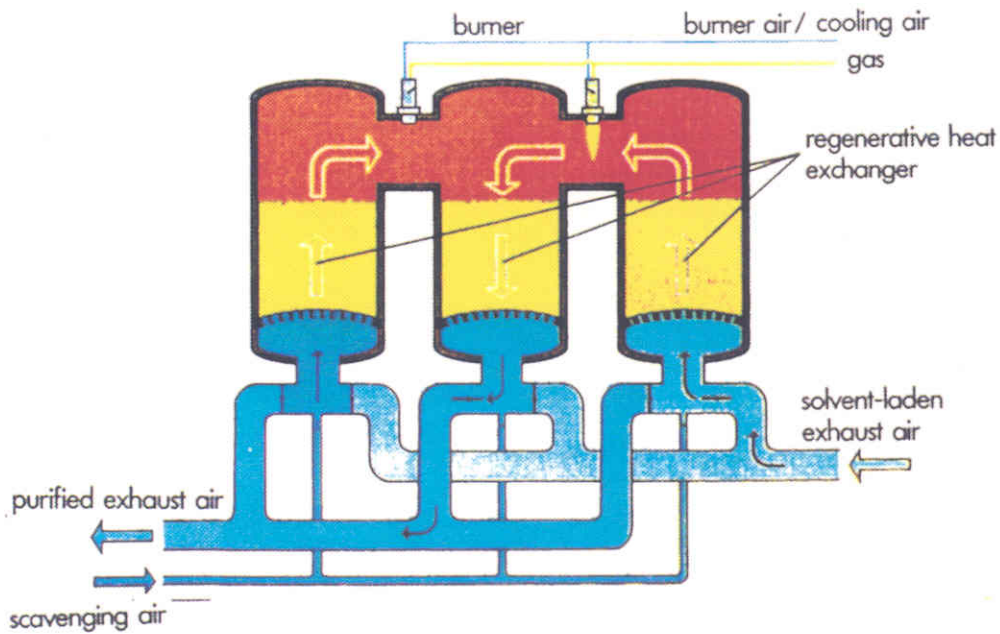 burner
burner air/ cooling air
gas
regenerative heat
exchanger
solvent-laden
exhaust air
purified exhaust air
scavenging air